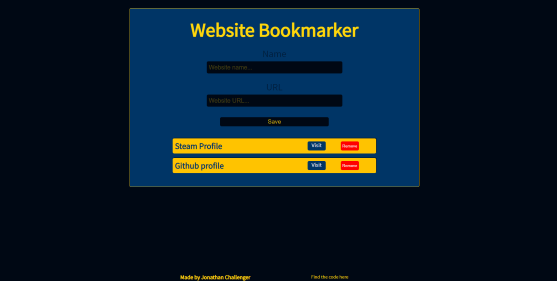 Website Bookmarker
Name
Website name...
URL
Website URL...
Save
Steam Profile Visit Remove
Github profile Visit Remove
Made by Jonathan Challenger Find the code here